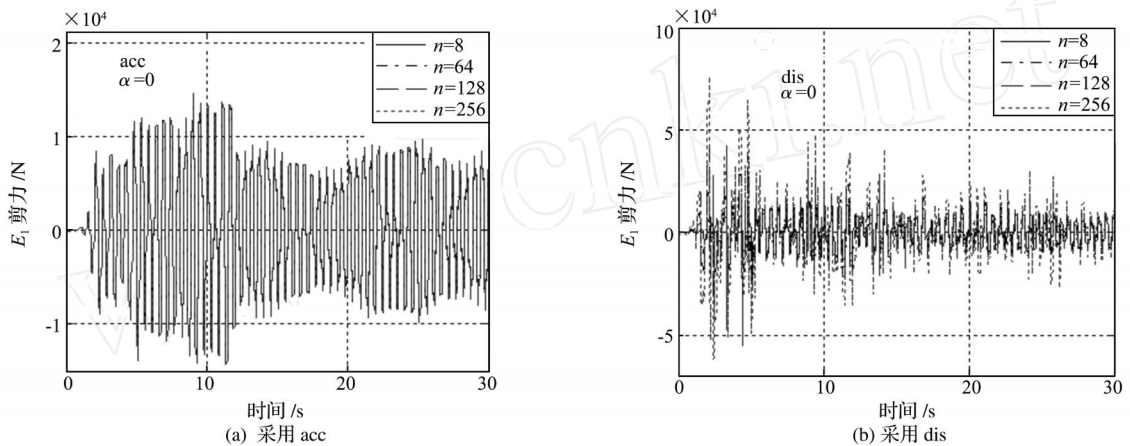 ×10⁴
2
1
0
-1
acc
α=0
n=8
n=64
n=128
n=256
E₁ 剪力 /N
0
10
20
30
时间 /s
(a) 采用 acc
×10⁴
10
5
0
-5
dis
α=0
n=8
n=64
n=128
n=256
E₁ 剪力 /N
0
10
20
30
时间 /s
(b) 采用 dis
cnki.net